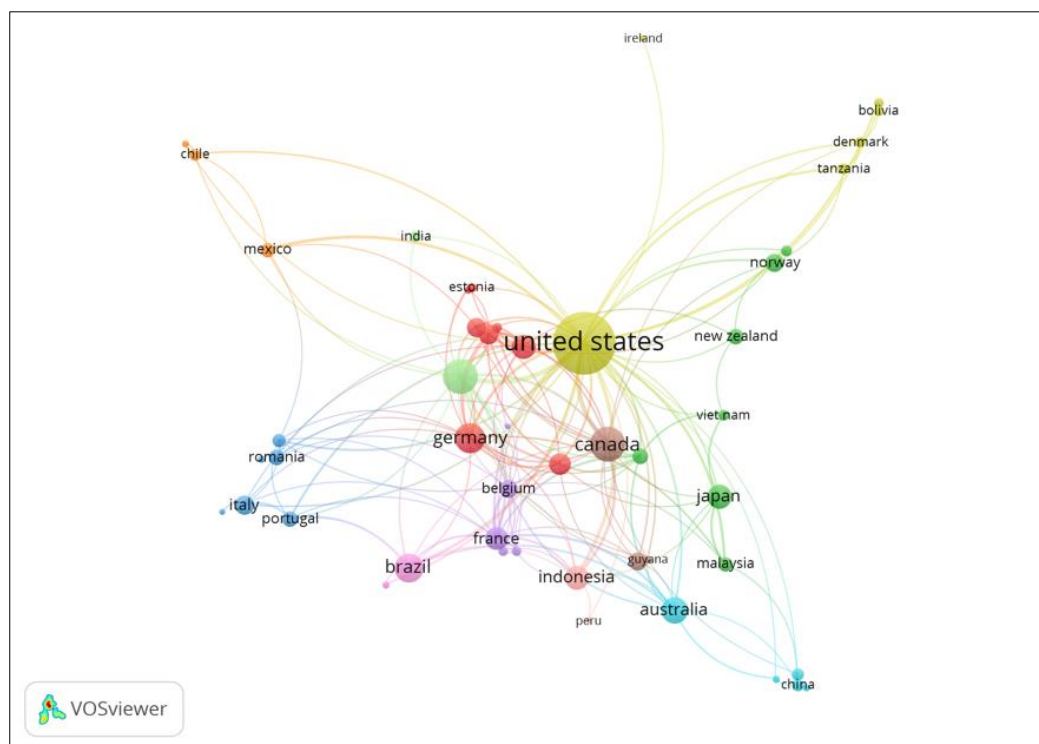 ireland
bolivia
denmark
chile
tanzania
india
mexico
norway
estonia
united states
new zealand
viet nam
germany
canada
romania
belgium
japan
italy
portugal
france
guyana
malaysia
brazil
indonesia
australia
peru
china
VOSviewer